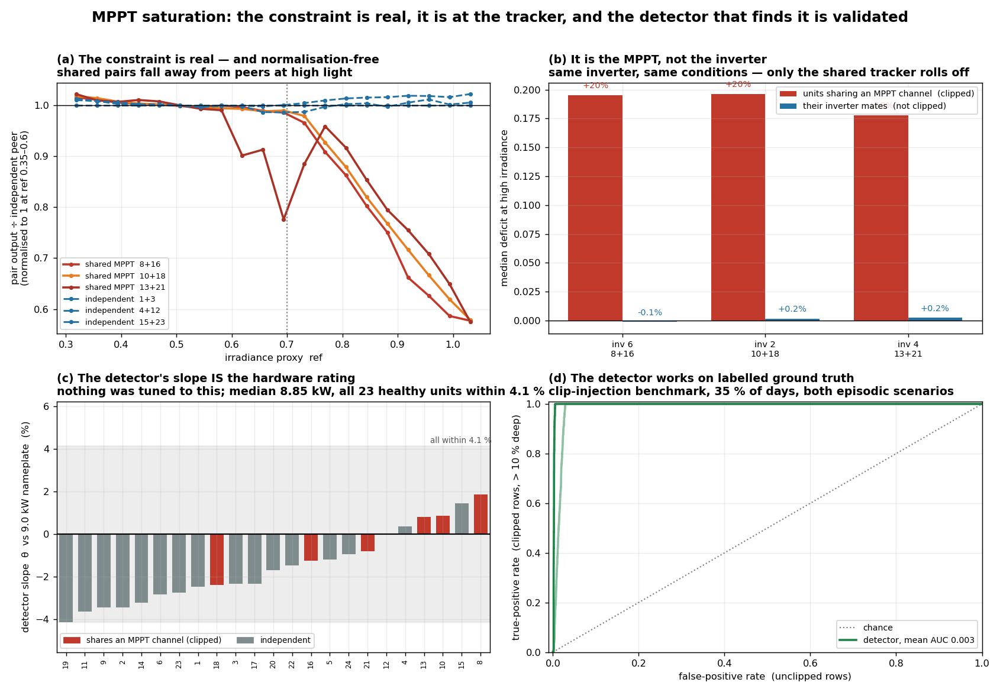 MPPT saturation: the constraint is real, it is at the tracker, and the detector that finds it is validated
(a) The constraint is real — and normalisation-free
shared pairs fall away from peers at high light
pair output ÷ independent peer
(normalised to 1 at ref 0.35–0.6)
1.0
0.9
0.8
0.7
0.6
shared MPPT 8+16
shared MPPT 10+18
shared MPPT 13+21
independent 1+3
independent 4+12
independent 15+23
0.3 0.4 0.5 0.6 0.7 0.8 0.9 1.0
irradiance proxy ref
(b) It is the MPPT, not the inverter
same inverter, same conditions — only the shared tracker rolls off
median deficit at high irradiance
0.200
0.175
0.150
0.125
0.100
0.075
0.050
0.025
0.000
+20%
+20%
units sharing an MPPT channel (clipped)
their inverter mates (not clipped)
-0.1%
+0.2%
+0.2%
inv 6
8+16
inv 2
10+18
inv 4
13+21
(c) The detector's slope IS the hardware rating
nothing was tuned to this; median 8.85 kW, all 23 healthy units within 4.1 %
detector slope θ vs 9.0 kW nameplate (%)
6
4
2
0
−2
−4
all within 4.1 %
shares an MPPT channel (clipped)
independent
19 11 9 2 14 6 23 1 18 3 17 20 22 16 5 24 21 12 4 13 10 15 8
(d) The detector works on labelled ground truth
clip-injection benchmark, 35 % of days, both episodic scenarios
true-positive rate (clipped rows, > 10 % deep)
1.0
0.8
0.6
0.4
0.2
0.0
chance
detector, mean AUC 0.003
0.0 0.2 0.4 0.6 0.8 1.0
false-positive rate (unclipped rows)